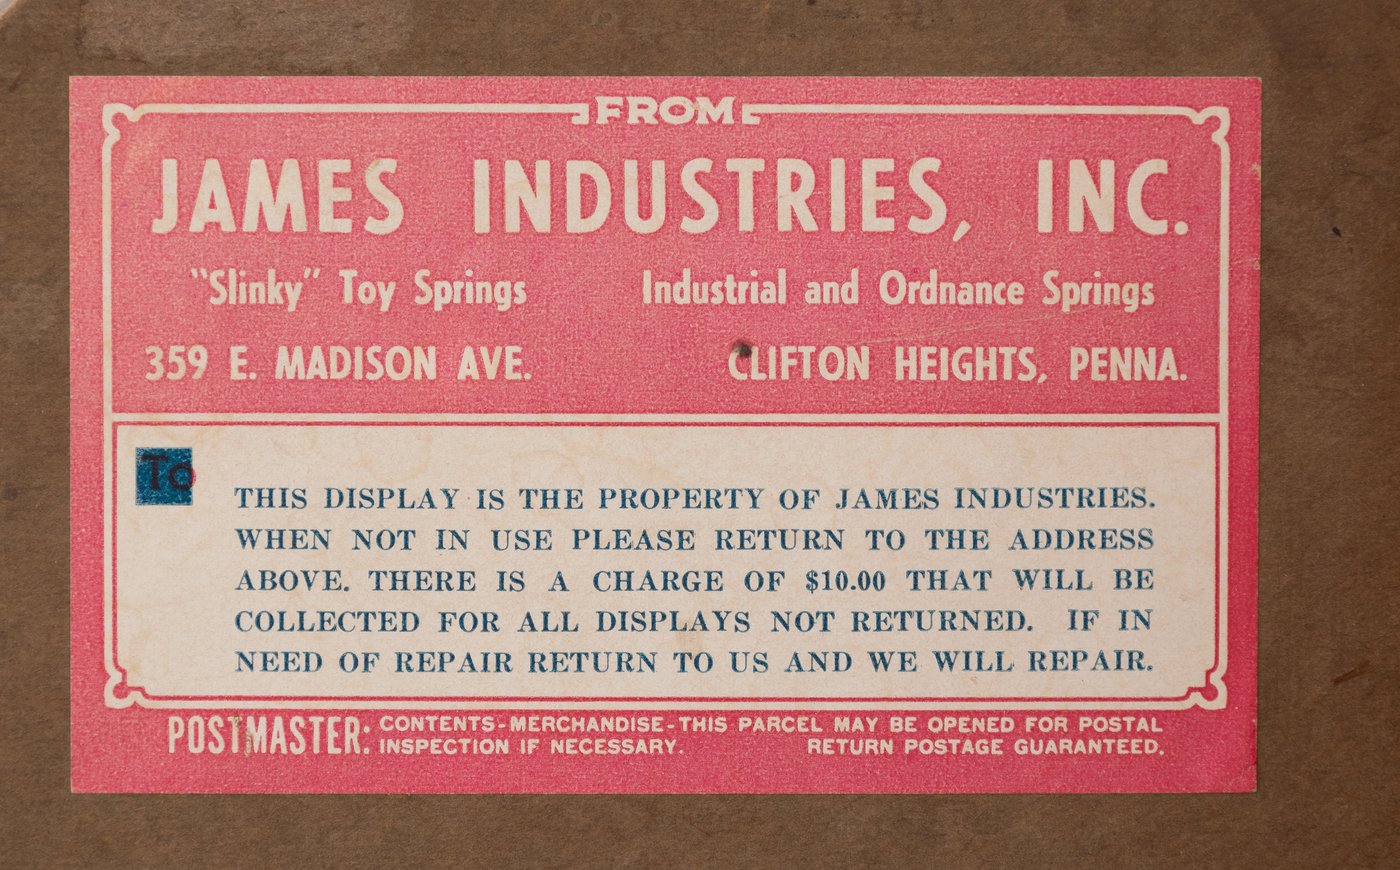 FROM
JAMES INDUSTRIES, INC.
"Slinky" Toy Springs Industrial and Ordnance Springs
359 E. MADISON AVE. CLIFTON HEIGHTS, PENNA.
To
THIS DISPLAY IS THE PROPERTY OF JAMES INDUSTRIES.
WHEN NOT IN USE PLEASE RETURN TO THE ADDRESS
ABOVE. THERE IS A CHARGE OF $10.00 THAT WILL BE
COLLECTED FOR ALL DISPLAYS NOT RETURNED. IF IN
NEED OF REPAIR RETURN TO US AND WE WILL REPAIR.
POSTMASTER: CONTENTS-MERCHANDISE-THIS PARCEL MAY BE OPENED FOR POSTAL
INSPECTION IF NECESSARY. RETURN POSTAGE GUARANTEED.